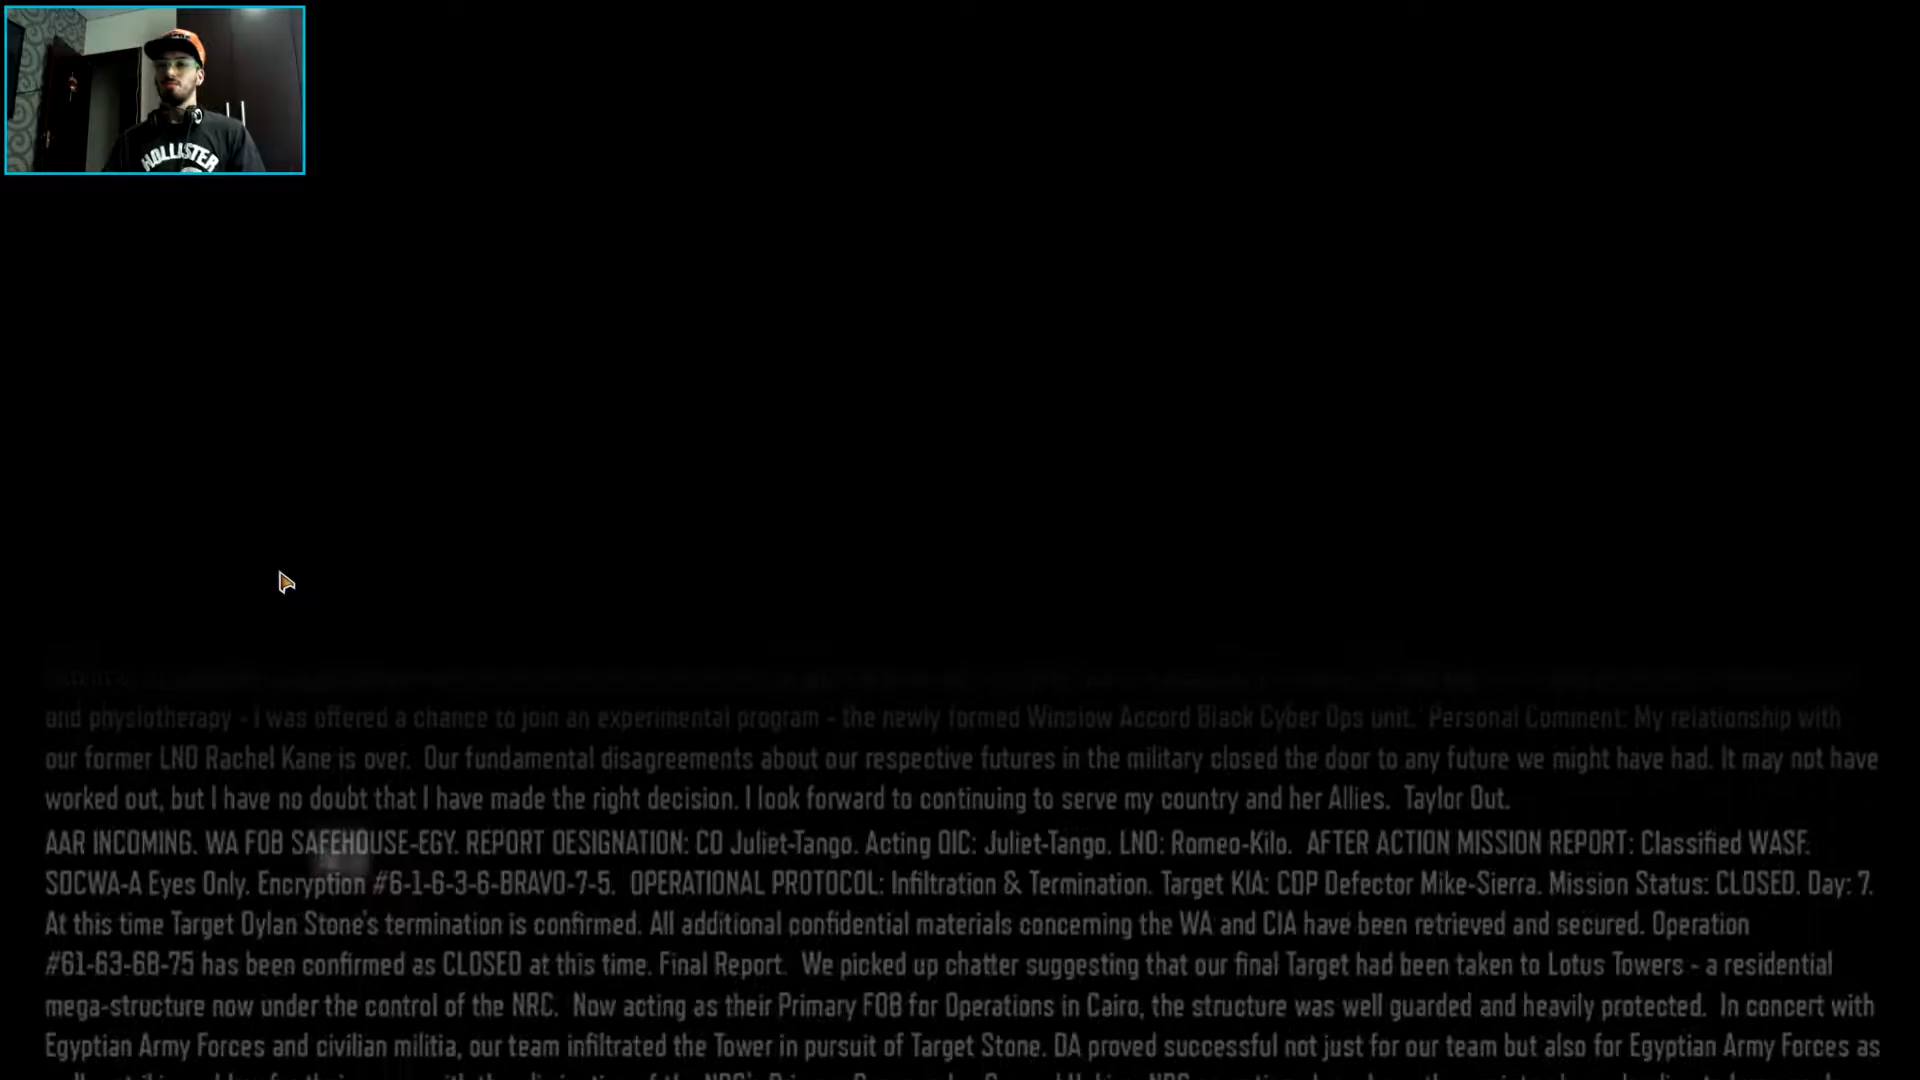 HOLLISTER
and physiotherapy - I was offered a chance to join an experimental program - the newly formed Winslow Accord Black Cyber Ops unit.' Personal Comment: My relationship with
our former LNO Rachel Kane is over. Our fundamental disagreements about our respective futures in the military closed the door to any future we might have had. It may not have
worked out, but I have no doubt that I have made the right decision. I look forward to continuing to serve my country and her Allies. Taylor Out.
AAR INCOMING. WA FOB SAFEHOUSE-EGY. REPORT DESIGNATION: CO Juliet-Tango. Acting OIC: Juliet-Tango. LNO: Romeo-Kilo. AFTER ACTION MISSION REPORT: Classified WASF.
SOCWA-A Eyes Only. Encryption #6-1-6-3-6-BRAVO-7-5. OPERATIONAL PROTOCOL: Infiltration & Termination. Target KIA: CDP Defector Mike-Sierra. Mission Status: CLOSED. Day: 7.
At this time Target Dylan Stone's termination is confirmed. All additional confidential materials concerning the WA and CIA have been retrieved and secured. Operation
#61-63-6B-75 has been confirmed as CLOSED at this time. Final Report. We picked up chatter suggesting that our final Target had been taken to Lotus Towers - a residential
mega-structure now under the control of the NRC. Now acting as their Primary FOB for Operations in Cairo, the structure was well guarded and heavily protected. In concert with
Egyptian Army Forces and civilian militia, our team infiltrated the Tower in pursuit of Target Stone. DA proved successful not just for our team but also for Egyptian Army Forces as